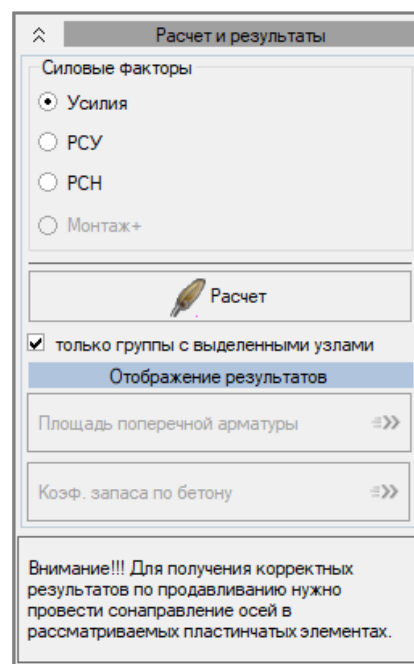 Расчет и результаты
Силовые факторы
Усилия
РСУ
РСН
Монтаж+
Расчет
только группы с выделенными узлами
Отображение результатов
Площадь поперечной арматуры
Коэф. запаса по бетону
Внимание!!! Для получения корректных
результатов по продавливанию нужно
провести сонаправление осей в
рассматриваемых пластинчатых элементах.